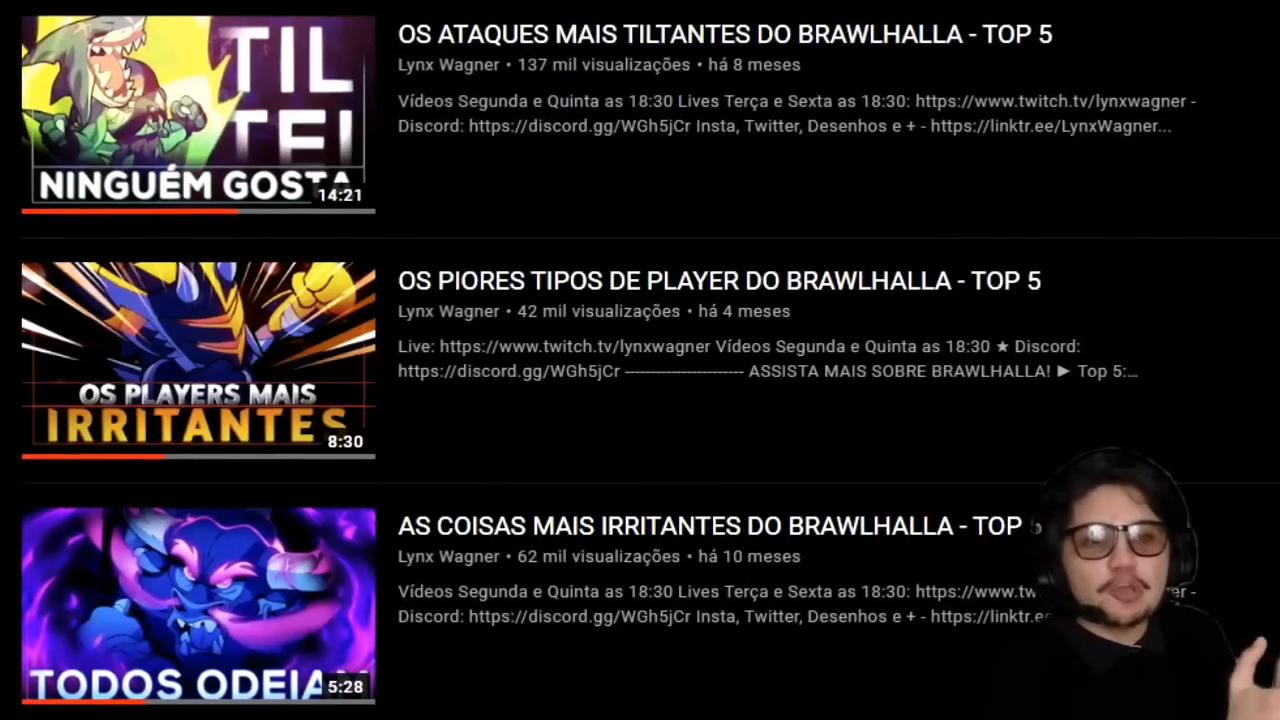 TIL
TEI
NINGUÉM GOSTA
14:21
OS ATAQUES MAIS TILTANTES DO BRAWLHALLA - TOP 5
Lynx Wagner • 137 mil visualizações • há 8 meses
Vídeos Segunda e Quinta as 18:30 Lives Terça e Sexta as 18:30: https://www.twitch.tv/lynxwagner -
Discord: https://discord.gg/WGh5jCr Insta, Twitter, Desenhos e + - https://linktr.ee/LynxWagner...
OS PLAYERS MAIS
IRRITANTES
8:30
OS PIORES TIPOS DE PLAYER DO BRAWLHALLA - TOP 5
Lynx Wagner • 42 mil visualizações • há 4 meses
Live: https://www.twitch.tv/lynxwagner Vídeos Segunda e Quinta as 18:30 ★ Discord:
https://discord.gg/WGh5jCr ------------------------ ASSISTA MAIS SOBRE BRAWLHALLA! ► Top 5:...
TODOS ODEIAM
5:28
AS COISAS MAIS IRRITANTES DO BRAWLHALLA - TOP 5
Lynx Wagner • 62 mil visualizações • há 10 meses
Vídeos Segunda e Quinta as 18:30 Lives Terça e Sexta as 18:30: https://www.twi er -
Discord: https://discord.gg/WGh5jCr Insta, Twitter, Desenhos e + - https://linktr.ee